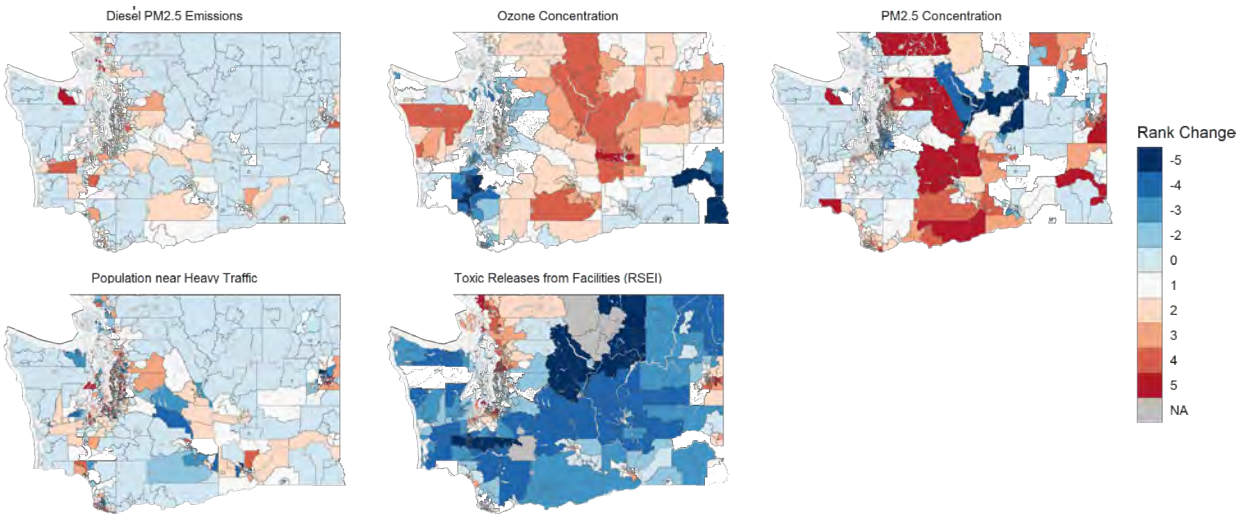 Diesel PM2.5 Emissions
Ozone Concentration
PM2.5 Concentration
Population near Heavy Traffic
Toxic Releases from Facilities (RSEI)
Rank Change
-5
-4
-3
-2
0
1
2
3
4
5
NA